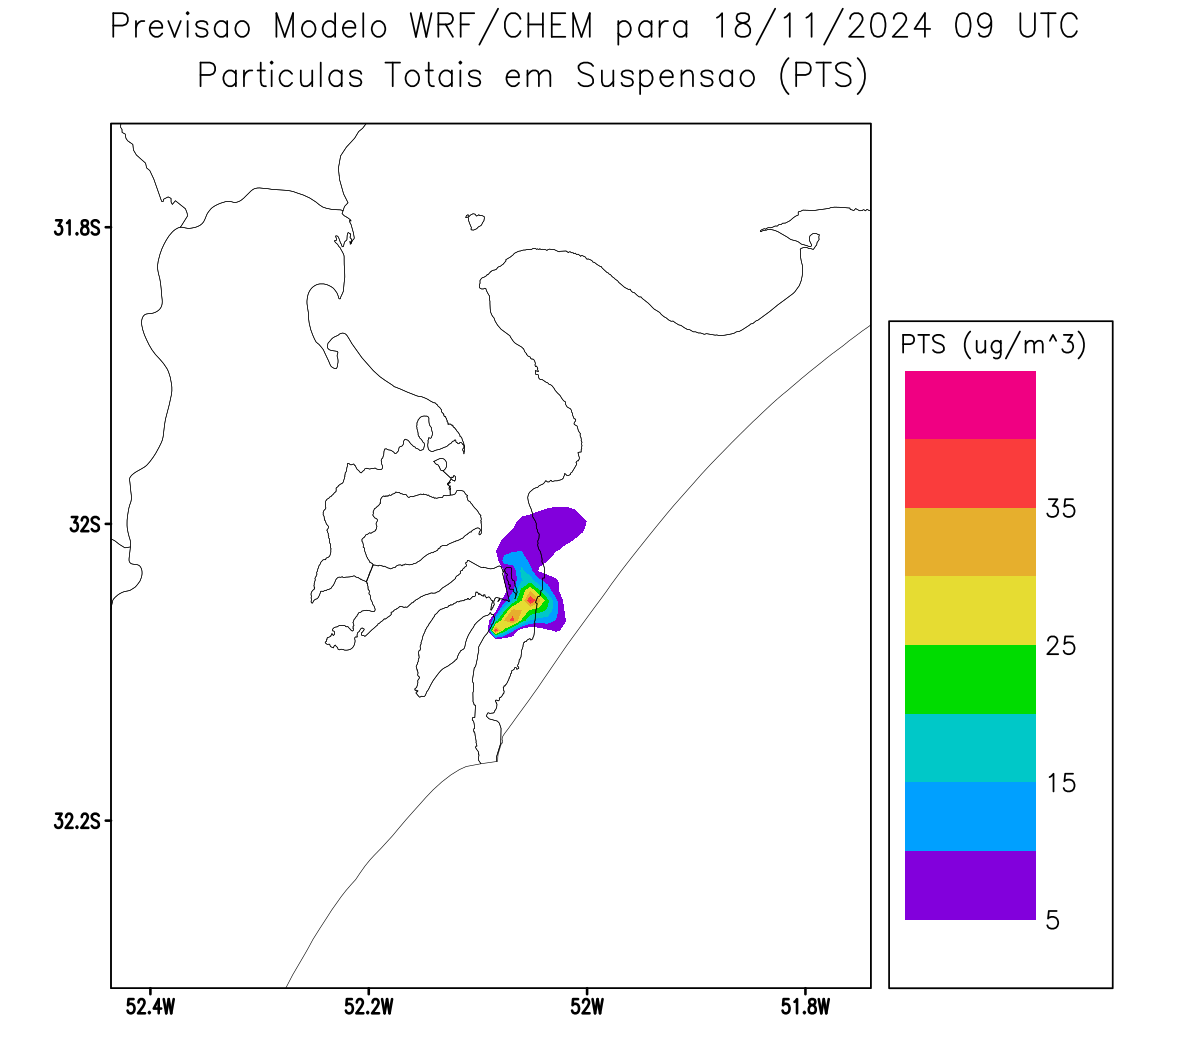 Previsao Modelo WRF/CHEM para 18/11/2024 09 UTC
Particulas Totais em Suspensao (PTS)
31.8S
32S
32.2S
52.4W
52.2W
52W
51.8W
PTS (ug/m^3)
35
25
15
5